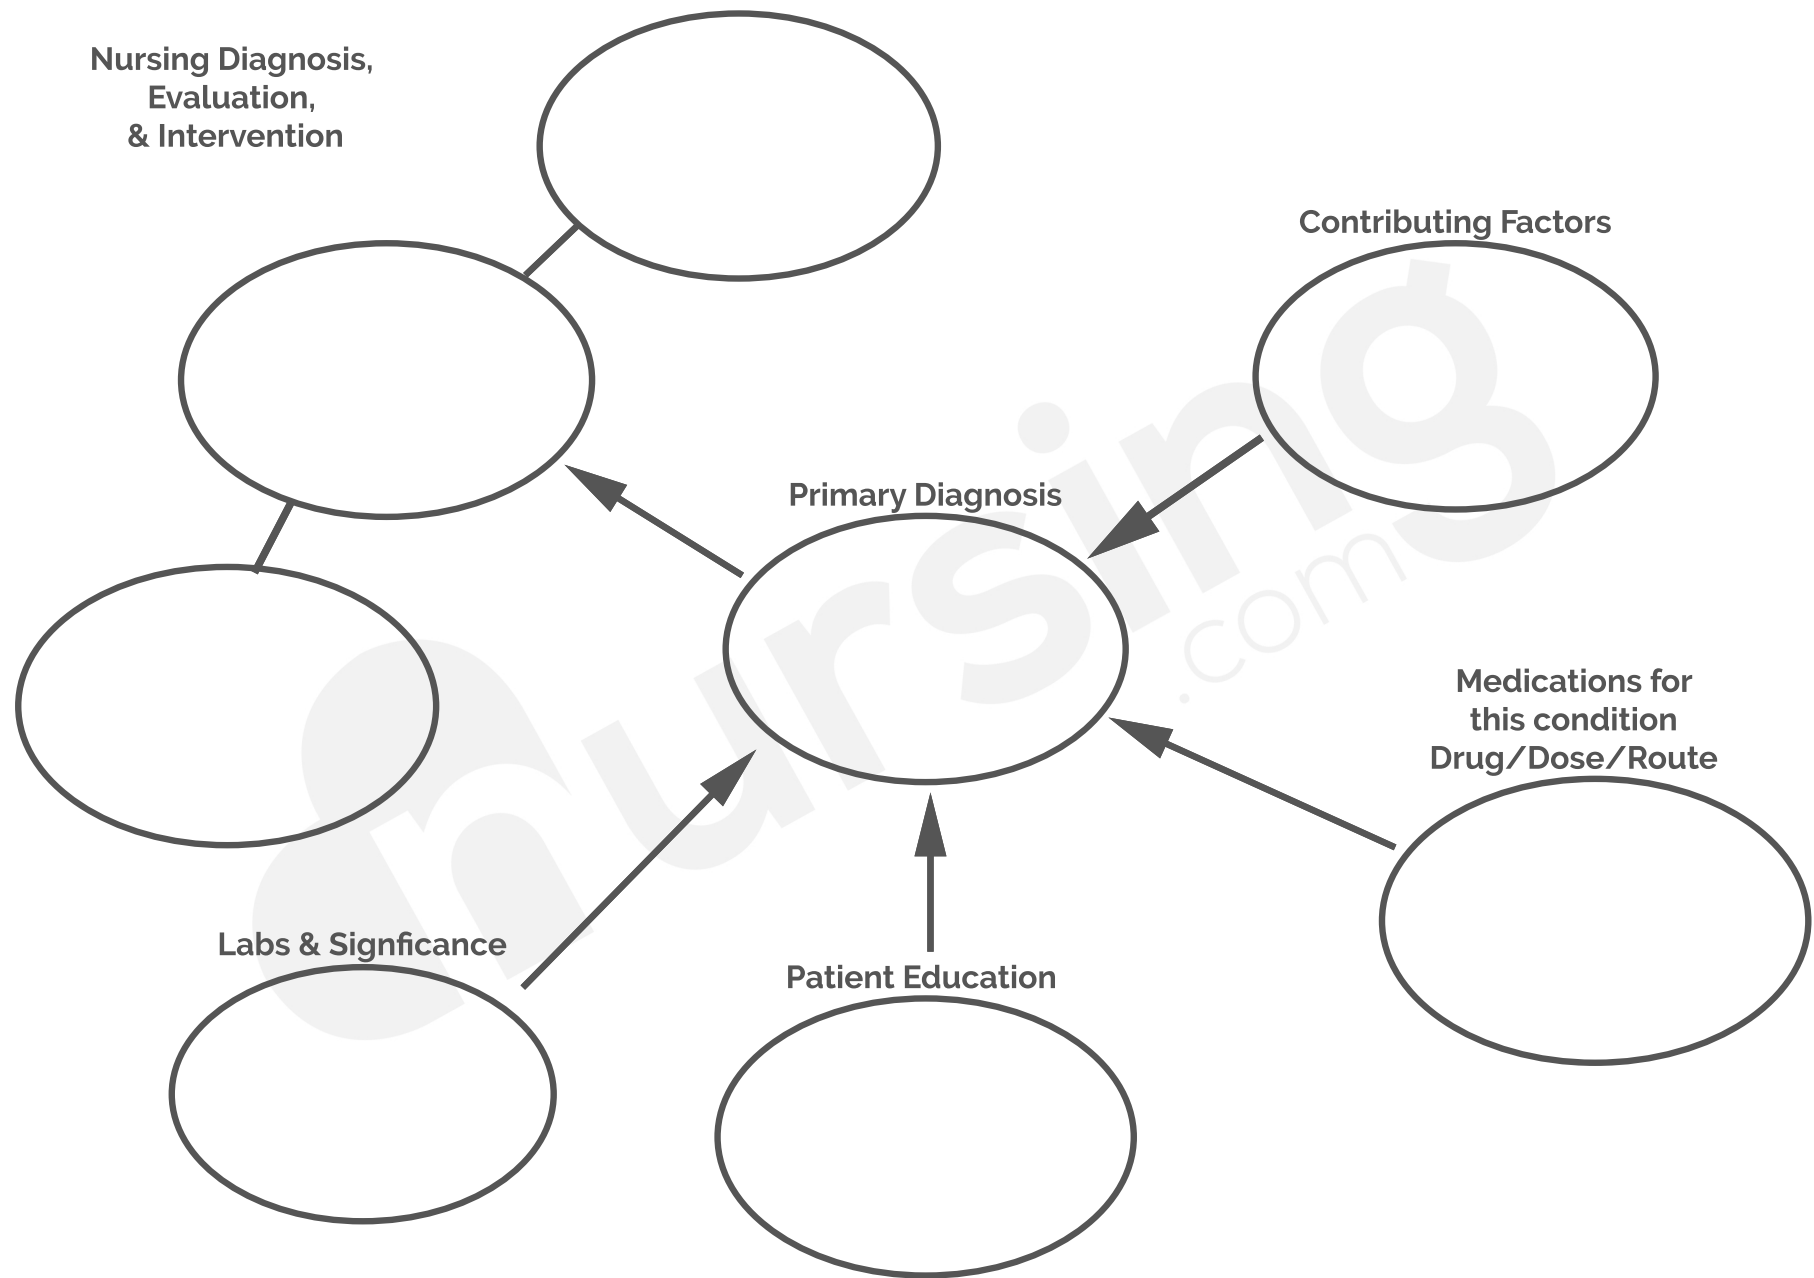 Nursing Diagnosis,
Evaluation,
& Intervention
Contributing Factors
Primary Diagnosis
Medications for
this condition
Drug/Dose/Route
Labs & Signficance
Patient Education
nursing
.com